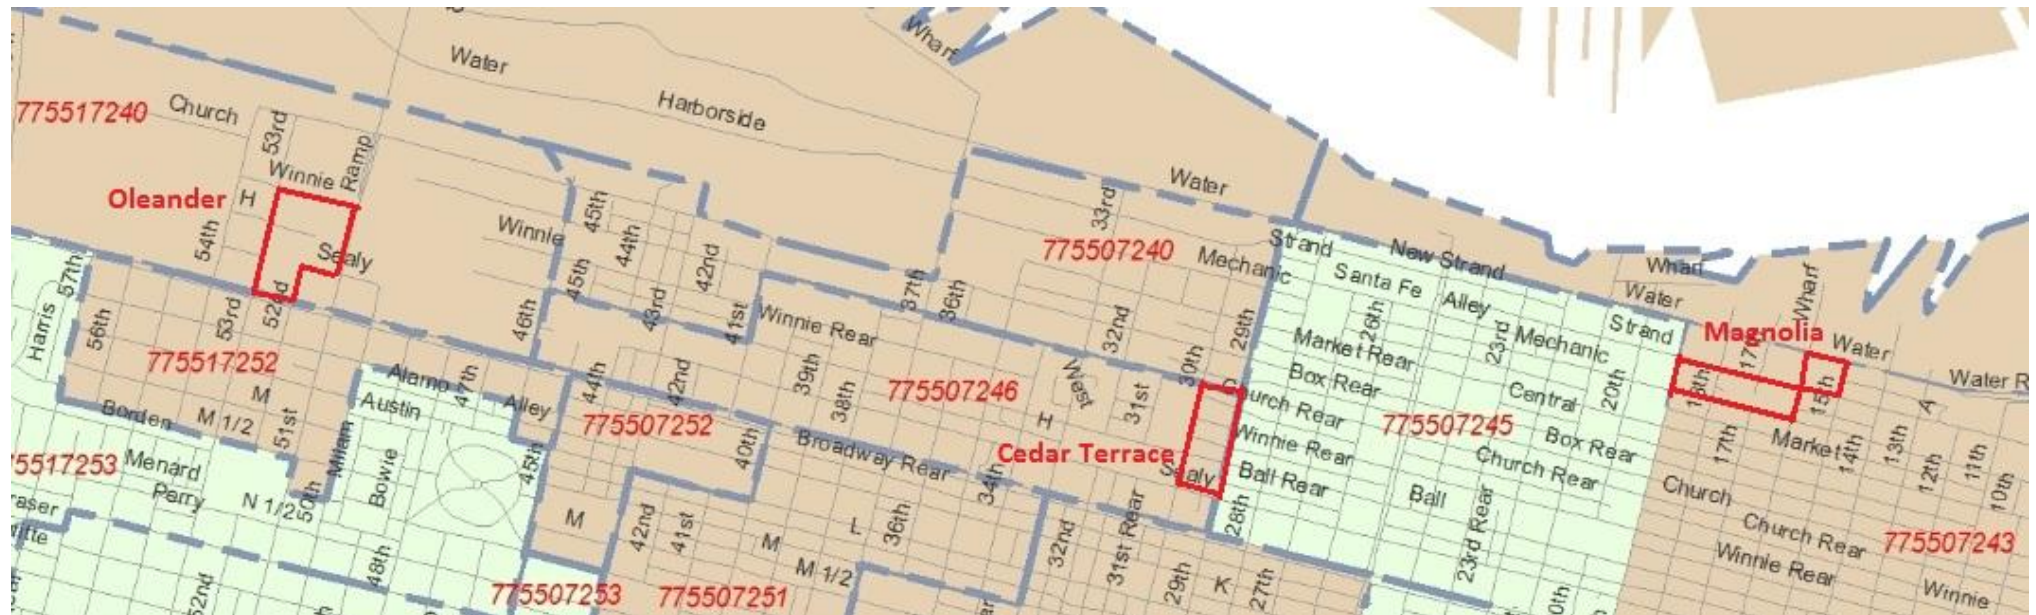 Wharf
Water
Harborside
775517240
Church
53rd
Winnie
Ramp
Oleander
H
54th
Sealy
Winnie
45th
44th
42nd
45th
43rd
41st
46th
37th
36th
33rd
Water
775507240
Mechanic
Strand
New Strand
Santa Fe
Alley
Wharf
Water
Wharf
Strand
Magnolia
17th
Water
Water R
57th
Harris
56th
53rd
52nd
775517252
M
M 1/2
51st
Borden
Alamo
47th
Alley
Austin
44th
42nd
775507252
Winnie Rear
39th
38th
775507246
32nd
West
H
31st
30th
29th
26th
23rd
Mechanic
Market Rear
Box Rear
Church Rear
Central
20th
775507245
18th
15th
A
Cedar Terrace
Sealy
Winnie Rear
Ball Rear
Box Rear
Church Rear
Ball
Market
17th
14th
13th
12th
11th
10th
Church
Church Rear
775507243
Winnie Rear
Winnie
5517253
Menard
Perry
N 1/2
50th
Milam
Bowie
45th
40th
Broadway Rear
34th
M
42nd
41st
L
36th
M
M 1/2
32nd
31st Rear
28th
23rd Rear
29th
K
27th
raser
48th
52nd
775507253
775507251